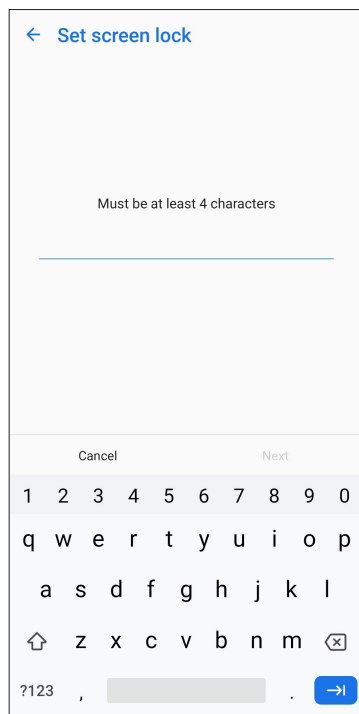 Set screen lock
Must be at least 4 characters
Cancel Next
1 2 3 4 5 6 7 8 9 0
q w e r t y u i o p
a s d f g h j k l
z x c v b n m
?123 , .